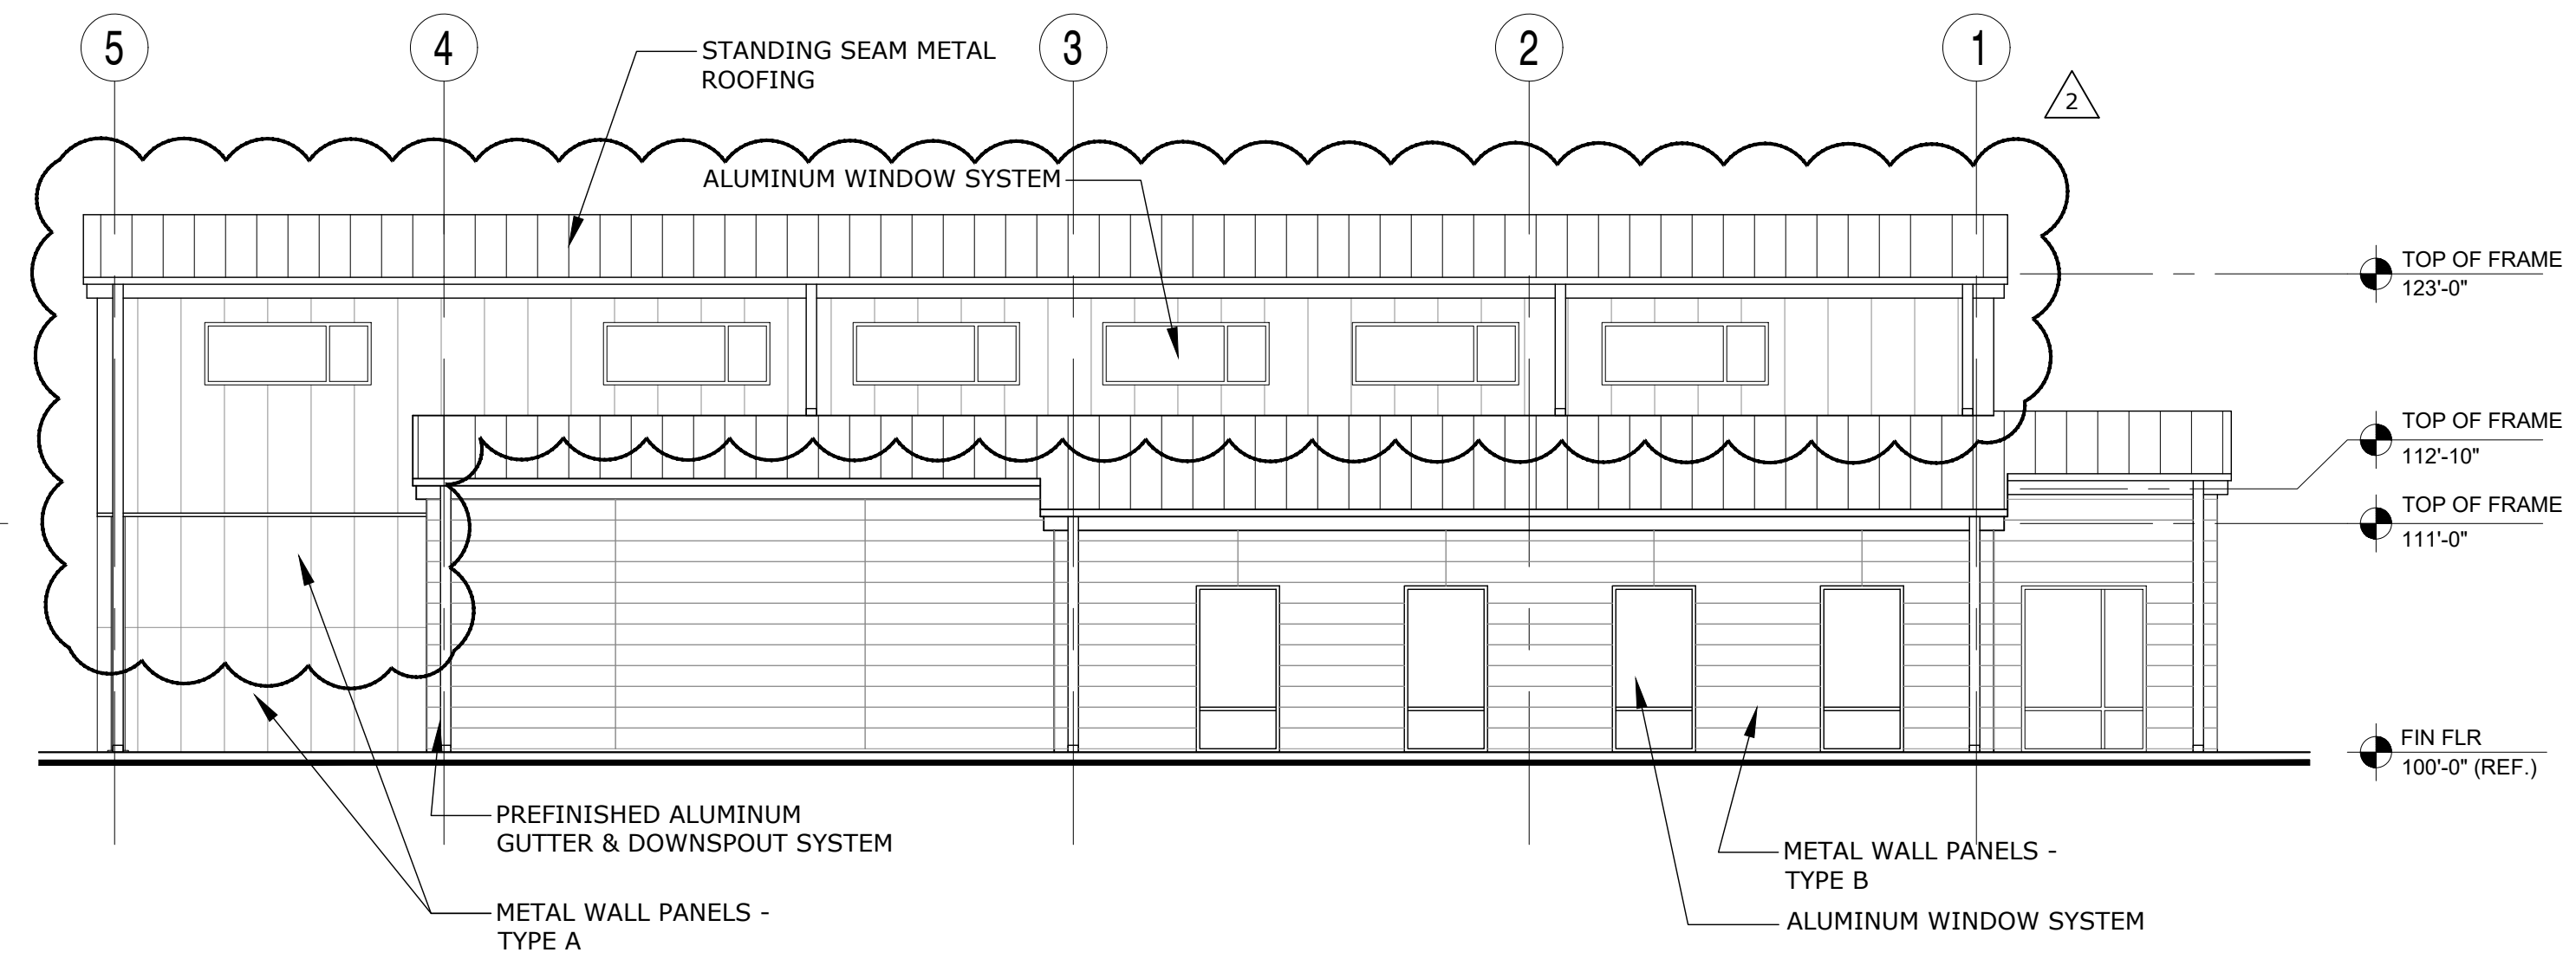 5
4
3
2
1
STANDING SEAM METAL
ROOFING
2
ALUMINUM WINDOW SYSTEM
TOP OF FRAME
123'-0"
TOP OF FRAME
112'-10"
TOP OF FRAME
111'-0"
FIN FLR
100'-0" (REF.)
PREFINISHED ALUMINUM
GUTTER & DOWNSPOUT SYSTEM
METAL WALL PANELS -
TYPE B
METAL WALL PANELS -
TYPE A
ALUMINUM WINDOW SYSTEM